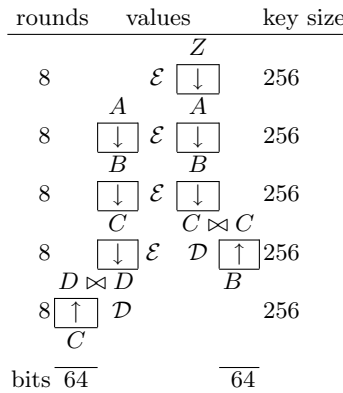 rounds values key size
Z
8 ℰ ↓ 256
A A
8 ↓ ℰ ↓ 256
B B
8 ↓ ℰ ↓ 256
C C ⋈ C
8 ↓ ℰ 𝒟 ↑ 256
D ⋈ D B
8 ↑ 𝒟 256
C
bits 64 64